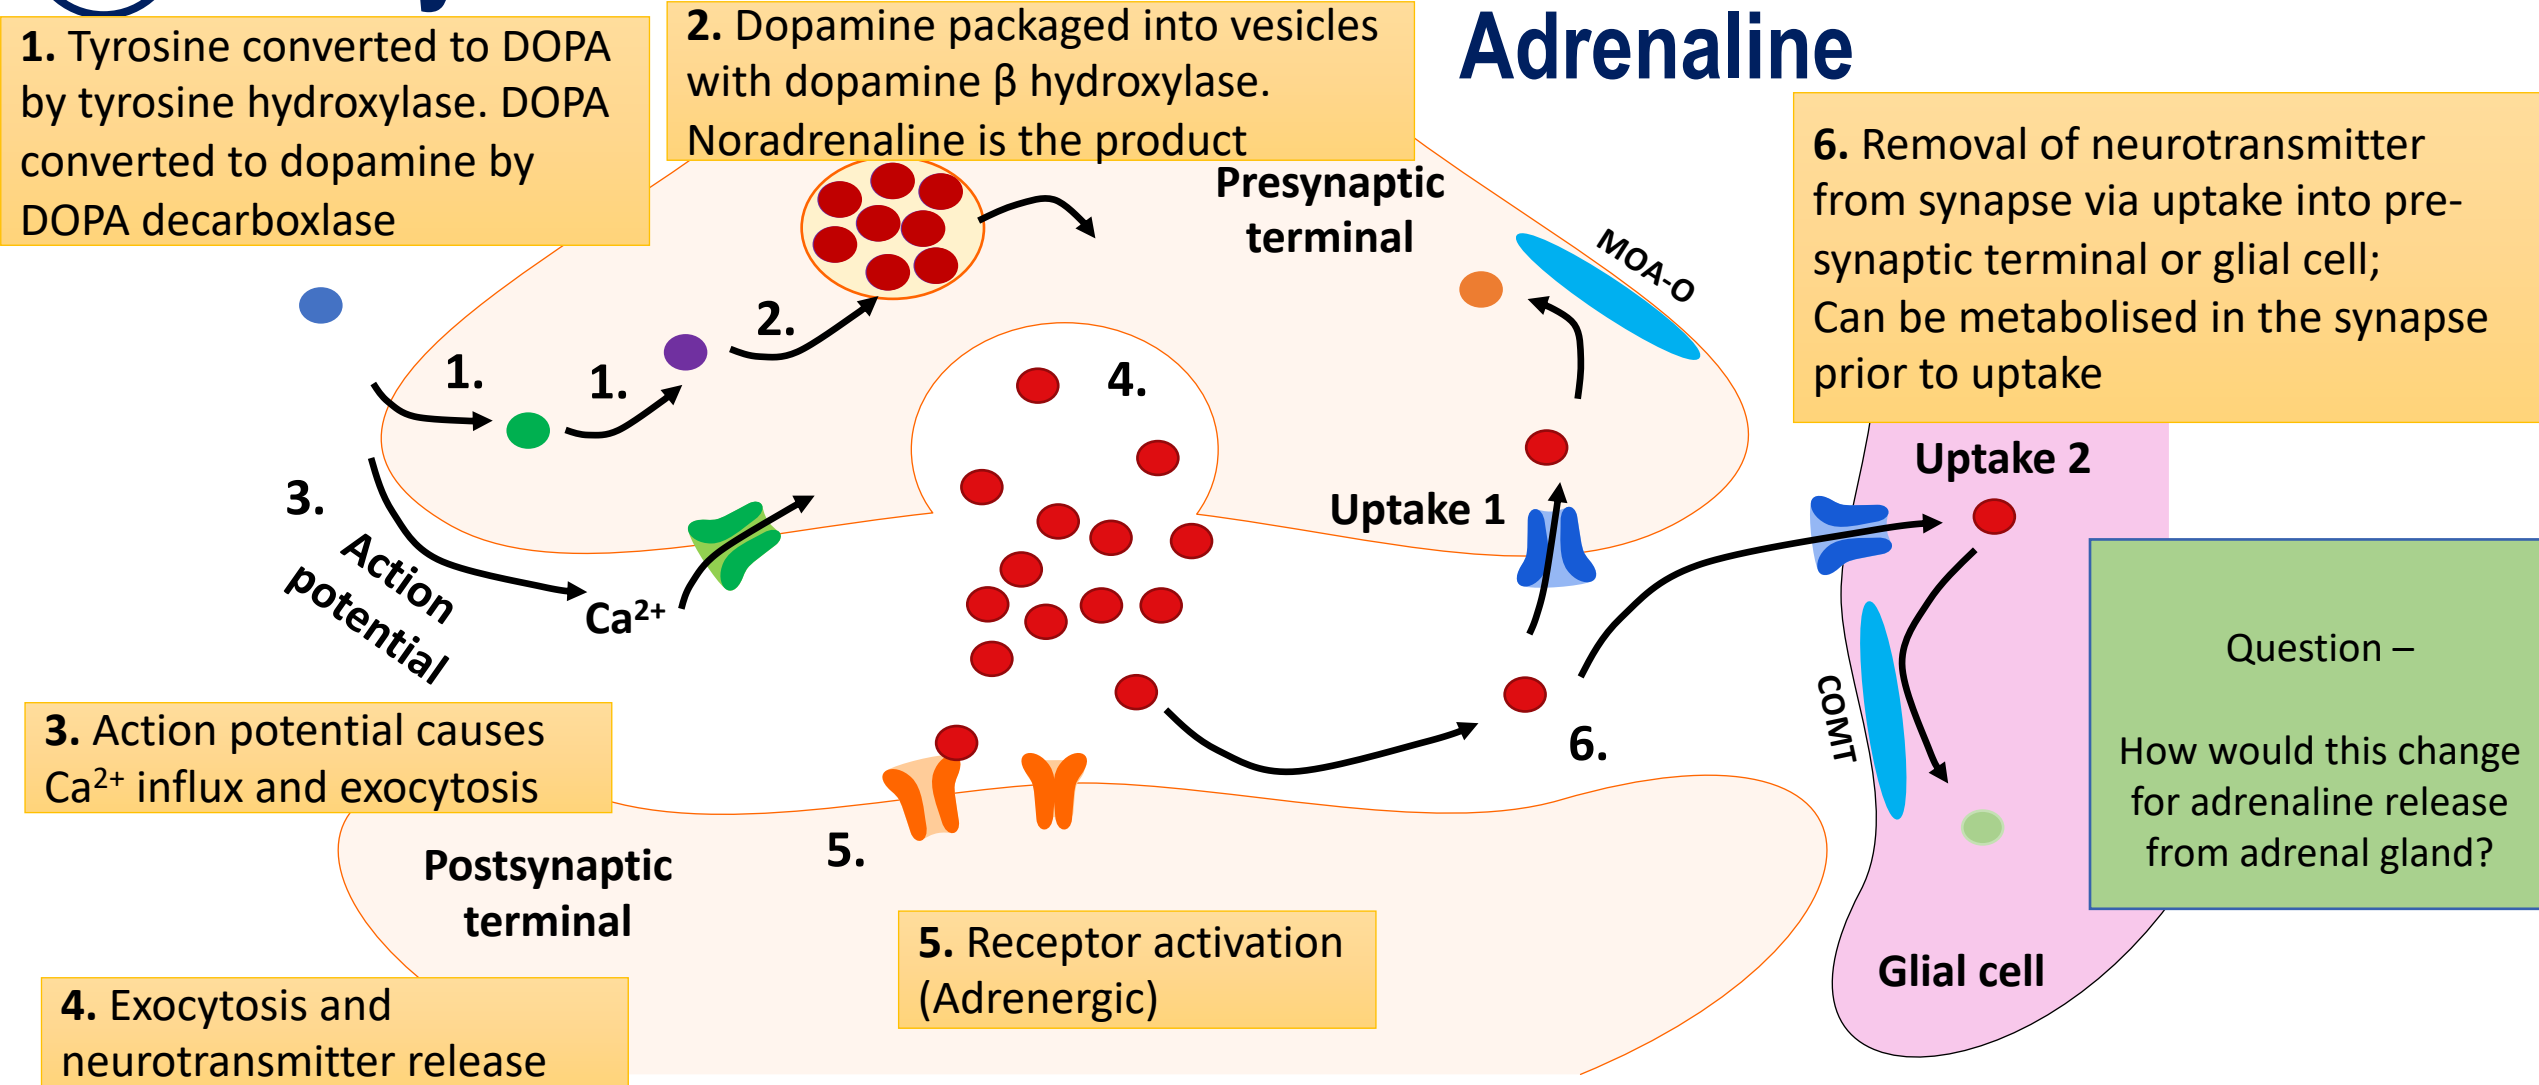 Adrenaline
1. Tyrosine converted to DOPA
by tyrosine hydroxylase. DOPA
converted to dopamine by
DOPA decarboxlase
2. Dopamine packaged into vesicles
with dopamine β hydroxylase.
Noradrenaline is the product
Presynaptic
terminal
MOA-O
6. Removal of neurotransmitter
from synapse via uptake into pre-
synaptic terminal or glial cell;
Can be metabolised in the synapse
prior to uptake
1.
1.
2.
3.
Action
potential
Ca²⁺
4.
Uptake 1
Uptake 2
6.
COMT
Question –
How would this change
for adrenaline release
from adrenal gland?
3. Action potential causes
Ca²⁺ influx and exocytosis
5.
Postsynaptic
terminal
5. Receptor activation
(Adrenergic)
Glial cell
4. Exocytosis and
neurotransmitter release